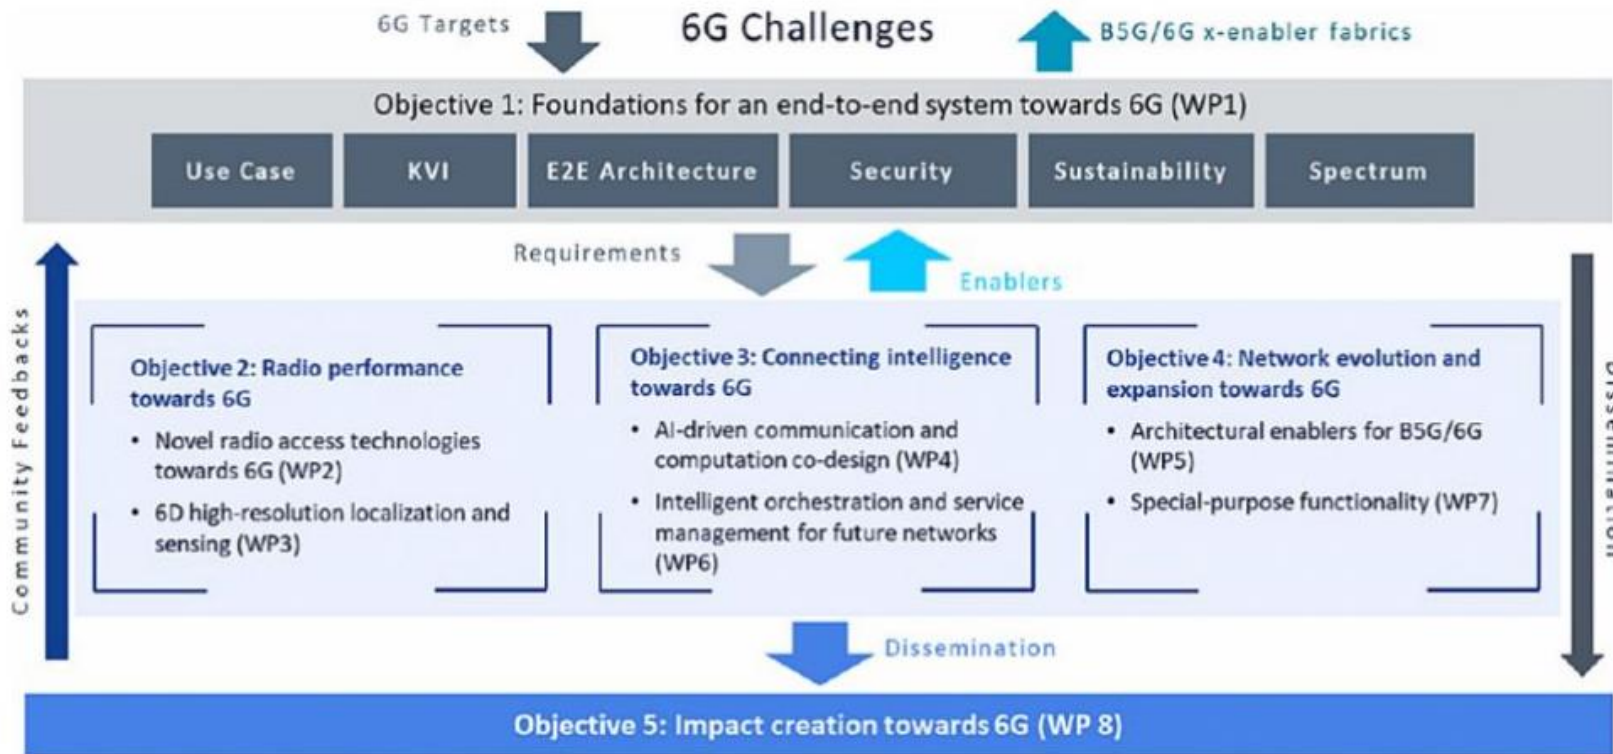 6G Targets
6G Challenges
B5G/6G x-enabler fabrics
Objective 1: Foundations for an end-to-end system towards 6G (WP1)
Use Case
KVI
E2E Architecture
Security
Sustainability
Spectrum
Requirements
Enablers
Community Feedbacks
Objective 2: Radio performance
towards 6G
• Novel radio access technologies
towards 6G (WP2)
• 6D high-resolution localization and
sensing (WP3)
Objective 3: Connecting intelligence
towards 6G
• AI-driven communication and
computation co-design (WP4)
• Intelligent orchestration and service
management for future networks
(WP6)
Objective 4: Network evolution and
expansion towards 6G
• Architectural enablers for B5G/6G
(WP5)
• Special-purpose functionality (WP7)
Dissemination
Dissemination
Objective 5: Impact creation towards 6G (WP 8)